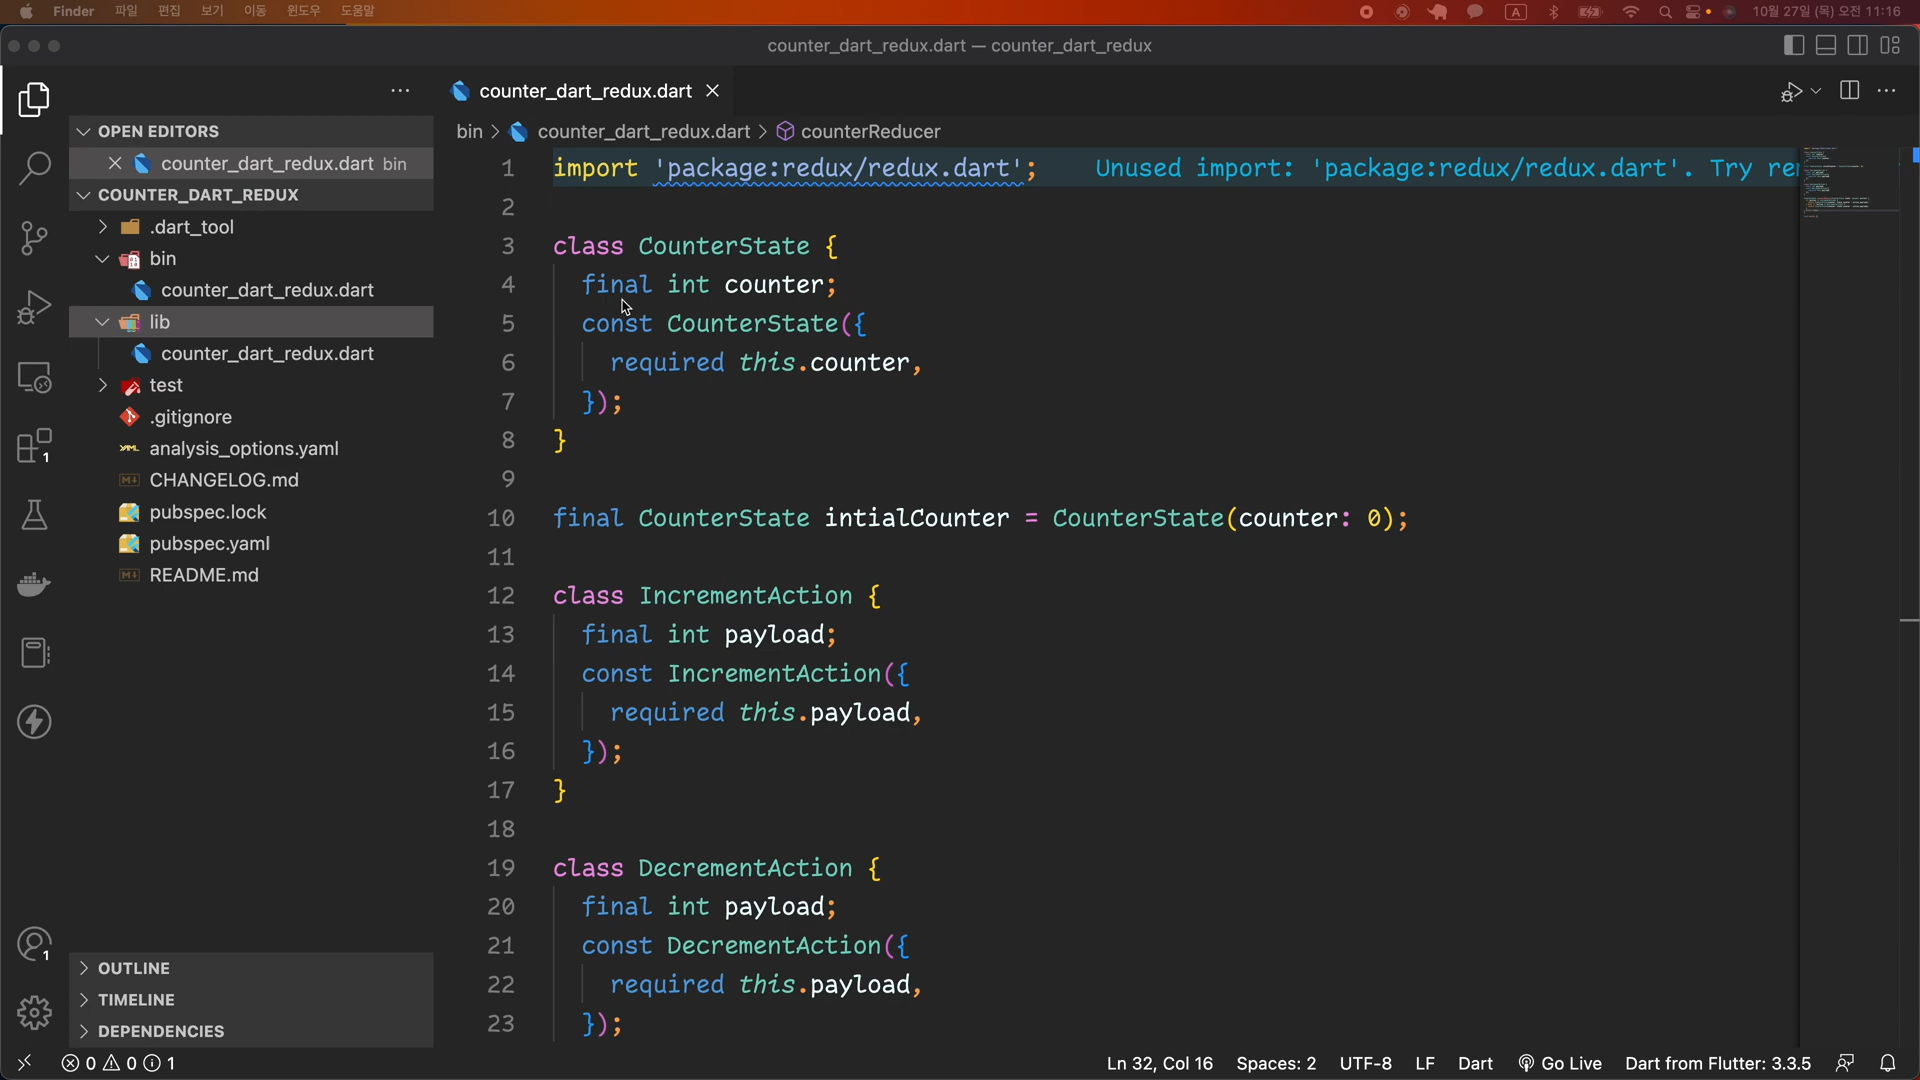 Finder 파일 편집 보기 이동 윈도우 도움말 A 10월 27일 (목) 오전 11:16
counter_dart_redux.dart — counter_dart_redux
counter_dart_redux.dart
OPEN EDITORS
counter_dart_redux.dart bin
COUNTER_DART_REDUX
.dart_tool
bin
counter_dart_redux.dart
lib
counter_dart_redux.dart
test
.gitignore
analysis_options.yaml
CHANGELOG.md
pubspec.lock
pubspec.yaml
README.md
OUTLINE
TIMELINE
DEPENDENCIES
1
1
bin > counter_dart_redux.dart > counterReducer
1 import 'package:redux/redux.dart'; Unused import: 'package:redux/redux.dart'. Try rem
2
3 class CounterState {
4 final int counter;
5 const CounterState({
6 required this.counter,
7 });
8 }
9
10 final CounterState intialCounter = CounterState(counter: 0);
11
12 class IncrementAction {
13 final int payload;
14 const IncrementAction({
15 required this.payload,
16 });
17 }
18
19 class DecrementAction {
20 final int payload;
21 const DecrementAction({
22 required this.payload,
23 });
0 0 1 Ln 32, Col 16 Spaces: 2 UTF-8 LF Dart Go Live Dart from Flutter: 3.3.5